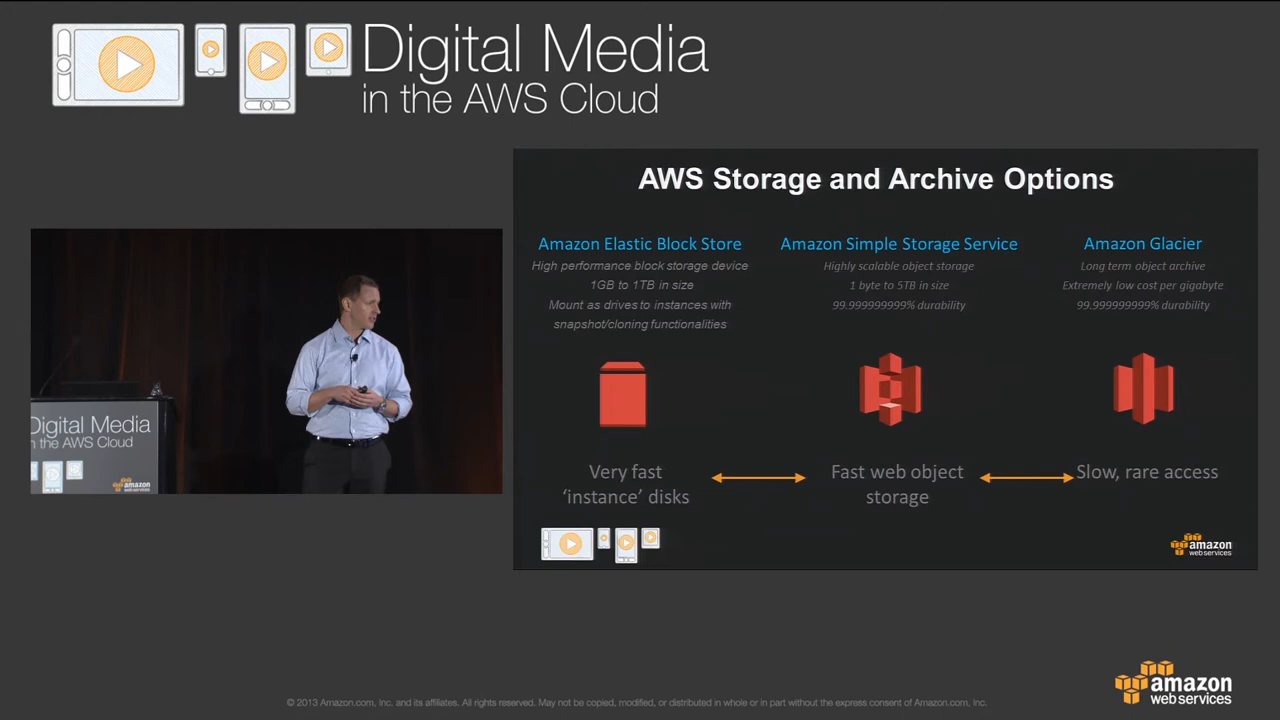 Digital Media
in the AWS Cloud
AWS Storage and Archive Options
Amazon Elastic Block Store
High performance block storage device
1GB to 1TB in size
Mount as drives to instances with
snapshot/cloning functionalities
Very fast
‘instance’ disks
Amazon Simple Storage Service
Highly scalable object storage
1 byte to 5TB in size
99.999999999% durability
Fast web object
storage
Amazon Glacier
Long term object archive
Extremely low cost per gigabyte
99.999999999% durability
Slow, rare access
amazon
web services
Digital Media
in the AWS Cloud
amazon
amazon
web services
© 2013 Amazon.com, Inc. and its affiliates. All rights reserved. May not be copied, modified, or distributed in whole or in part without the express consent of Amazon.com, Inc.